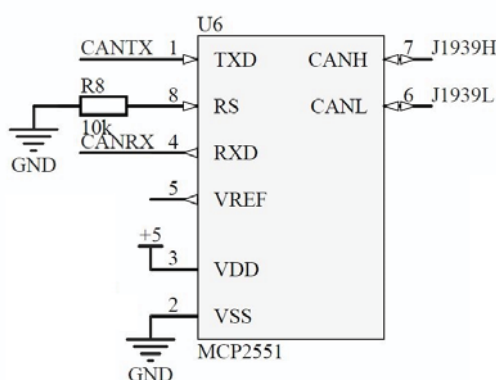 U6
CANTX 1 TXD CANH 7 J1939H
R8 8 RS CANL 6 J1939L
10k
CANRX 4 RXD
GND
5 VREF
+5
3 VDD
2 VSS
MCP2551
GND